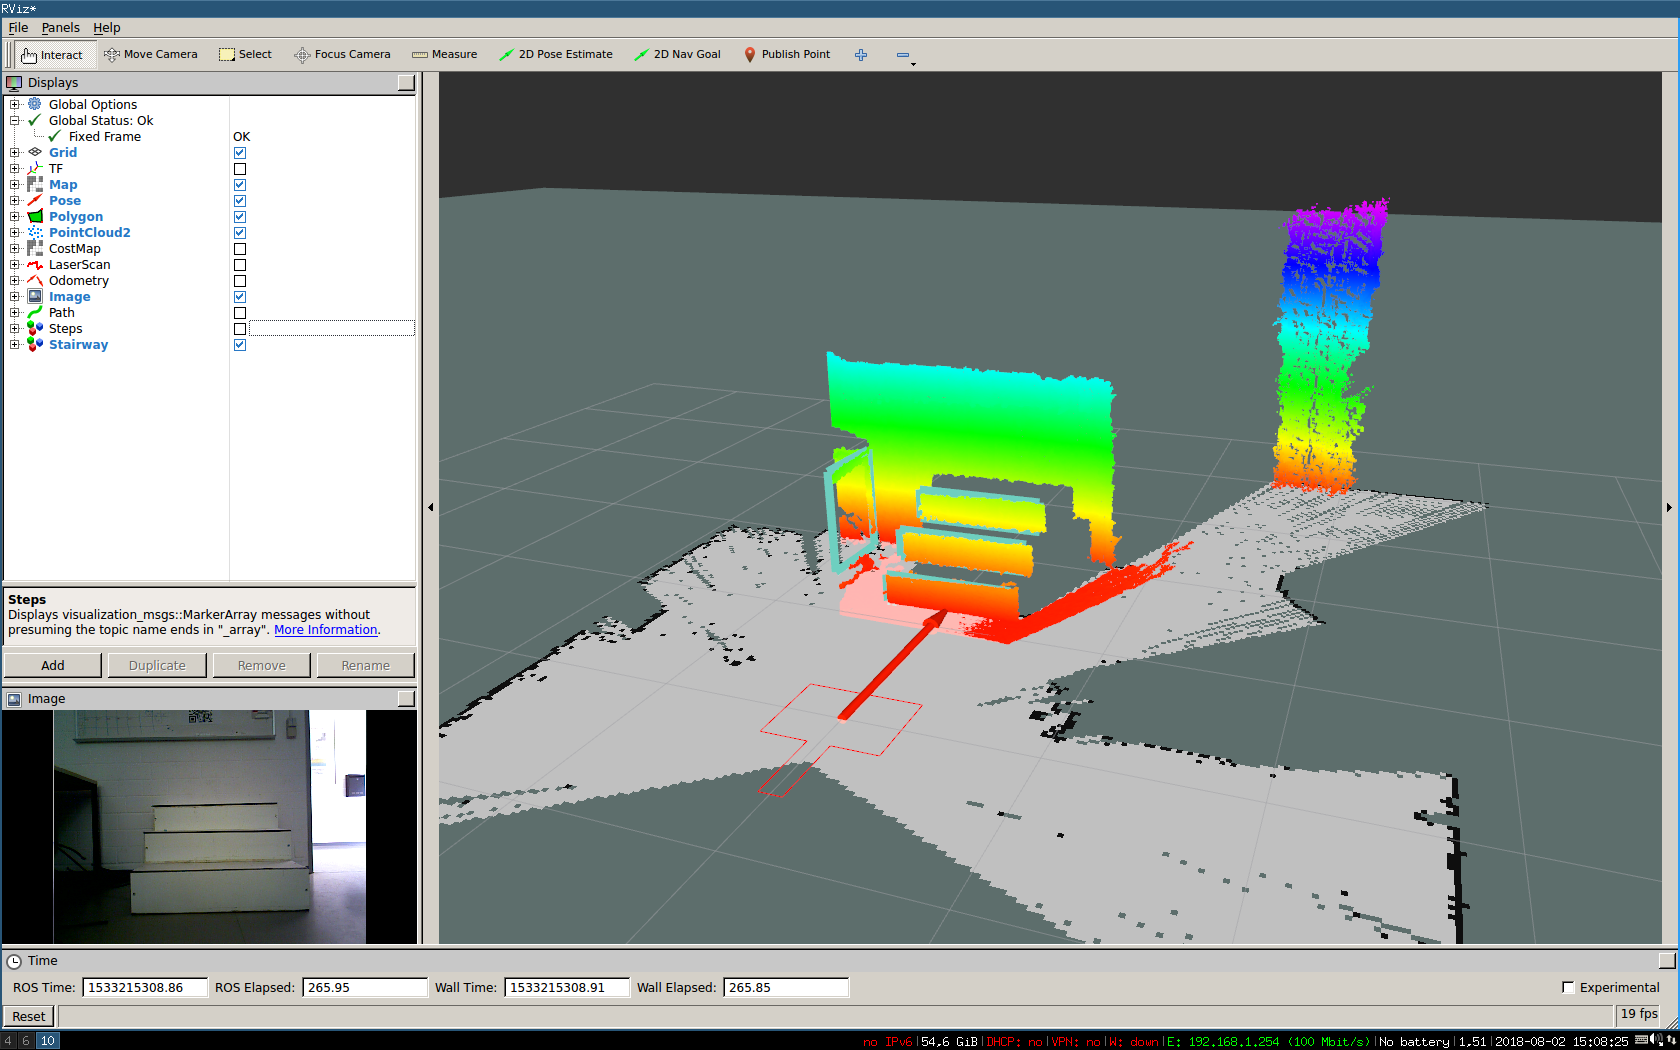 RViz*
File Panels Help
Interact Move Camera Select Focus Camera Measure 2D Pose Estimate 2D Nav Goal Publish Point
Displays
Global Options
Global Status: Ok
Fixed Frame OK
Grid
TF
Map
Pose
Polygon
PointCloud2
CostMap
LaserScan
Odometry
Image
Path
Steps
Stairway
Steps
Displays visualization_msgs::MarkerArray messages without
presuming the topic name ends in "_array". More Information.
Add Duplicate Remove Rename
Image
Time
ROS Time: 1533215308.86 ROS Elapsed: 265.95 Wall Time: 1533215308.91 Wall Elapsed: 265.85 Experimental
Reset 19 fps
4 6 10 no IPv6|54,6 GiB|DHCP: no|VPN: no|W: down|E: 192.168.1.254 (100 Mbit/s)|No battery|1.51|2018-08-02 15:08:25